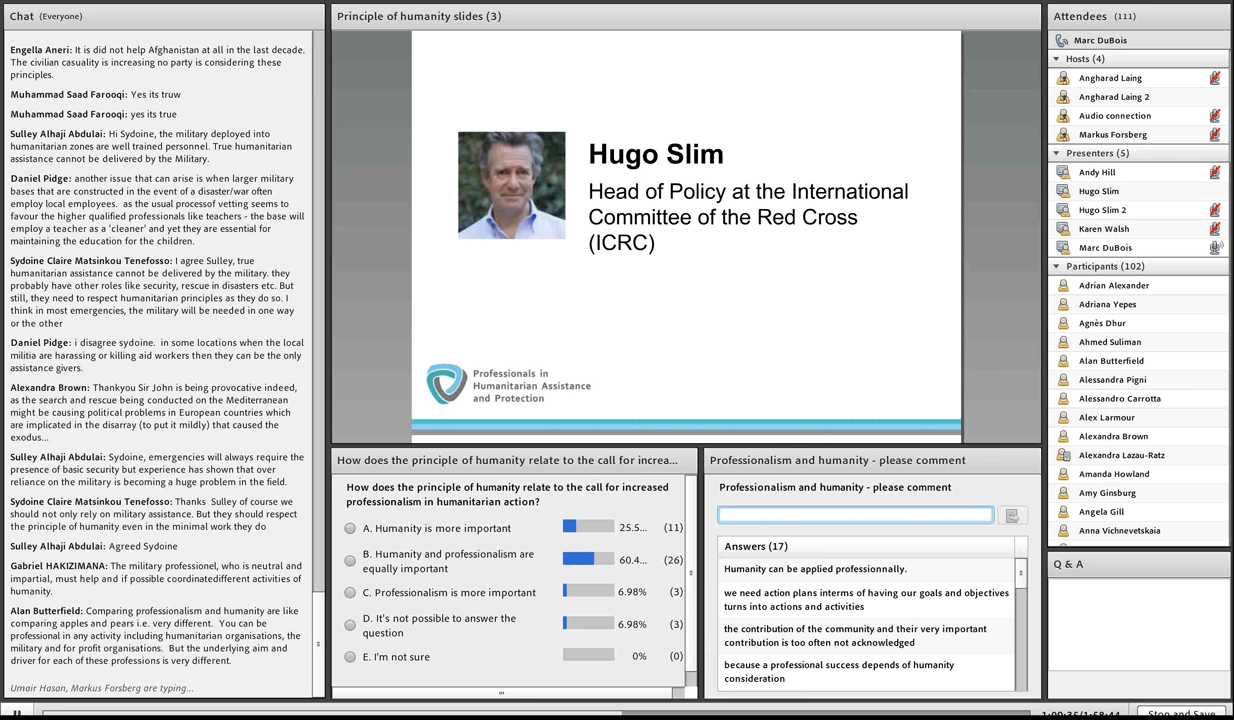 Chat (Everyone)
Engella Aneri: It is did not help Afghanistan at all in the last decade.
The civilian casuality is increasing no party is considering these
principles.
Muhammad Saad Farooqi: Yes its truw
Muhammad Saad Farooqi: yes its true
Sulley Alhaji Abdulai: Hi Sydoine, the military deployed into
humanitarian zones are well trained personnel. True humanitarian
assistance cannot be delivered by the Military.
Daniel Pidge: another issue that can arise is when larger military
bases that are constructed in the event of a disaster/war often
employ local employees. as the usual processof vetting seems to
favour the higher qualified professionals like teachers - the base will
employ a teacher as a 'cleaner' and yet they are essential for
maintaining the education for the children.
Sydoine Claire Matsinkou Tenefosso: I agree Sulley, true
humanitarian assistance cannot be delivered by the military. they
probably have other roles like security, rescue in disasters etc. But
still, they need to respect humanitarian principles as they do so. I
think in most emergencies, the military will be needed in one way
or the other
Daniel Pidge: i disagree sydoine. in some locations when the local
militia are harassing or killing aid workers then they can be the only
assistance givers.
Alexandra Brown: Thankyou Sir John is being provocative indeed,
as the search and rescue being conducted on the Mediterranean
might be causing political problems in European countries which
are implicated in the disarray (to put it mildly) that caused the
exodus...
Sulley Alhaji Abdulai: Sydoine, emergencies will always require the
presence of basic security but experience has shown that over
reliance on the military is becoming a huge problem in the field.
Sydoine Claire Matsinkou Tenefosso: Thanks Sulley of course we
should not only rely on military assistance. But they should respect
the principle of humanity even in the minimal work they do
Sulley Alhaji Abdulai: Agreed Sydoine
Gabriel HAKIZIMANA: The military professionel, who is neutral and
impartial, must help and if possible coordinatedifferent activities of
humanity.
Alan Butterfield: Comparing professionalism and humanity are like
comparing apples and pears i.e. very different. You can be
professional in any activity including humanitarian organisations, the
military and for profit organisations. But the underlying aim and
driver for each of these professions is very different.
Umair Hasan, Markus Forsberg are typing...
Principle of humanity slides (3)
Hugo Slim
Head of Policy at the International
Committee of the Red Cross
(ICRC)
Professionals in
Humanitarian Assistance
and Protection
How does the principle of humanity relate to the call for increa...
How does the principle of humanity relate to the call for increased
professionalism in humanitarian action?
A. Humanity is more important 25.5... (11)
B. Humanity and professionalism are
equally important 60.4... (26)
C. Professionalism is more important 6.98% (3)
D. It's not possible to answer the
question 6.98% (3)
E. I'm not sure 0% (0)
Professionalism and humanity - please comment
Professionalism and humanity - please comment
Answers (17)
Humanity can be applied professionnally.
we need action plans interms of having our goals and objectives
turns into actions and activities
the contribution of the community and their very important
contribution is too often not acknowledged
because a professional success depends of humanity
consideration
Attendees (111)
Marc DuBois
Hosts (4)
Angharad Laing
Angharad Laing 2
Audio connection
Markus Forsberg
Presenters (5)
Andy Hill
Hugo Slim
Hugo Slim 2
Karen Walsh
Marc DuBois
Participants (102)
Adrian Alexander
Adriana Yepes
Agnès Dhur
Ahmed Suliman
Alan Butterfield
Alessandra Pigni
Alessandro Carrotta
Alex Larmour
Alexandra Brown
Alexandra Lazau-Ratz
Amanda Howland
Amy Ginsburg
Angela Gill
Anna Vichnevetskaia
Q & A
1:09:35/1:58:44
Stop and Save